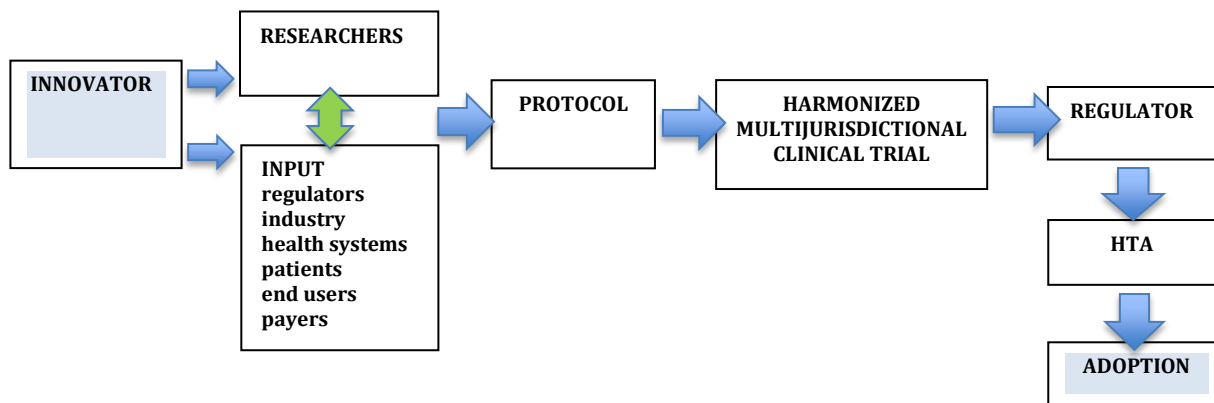 INNOVATOR
RESEARCHERS
INPUT
regulators
industry
health systems
patients
end users
payers
PROTOCOL
HARMONIZED
MULTIJURISDICTIONAL
CLINICAL TRIAL
REGULATOR
HTA
ADOPTION